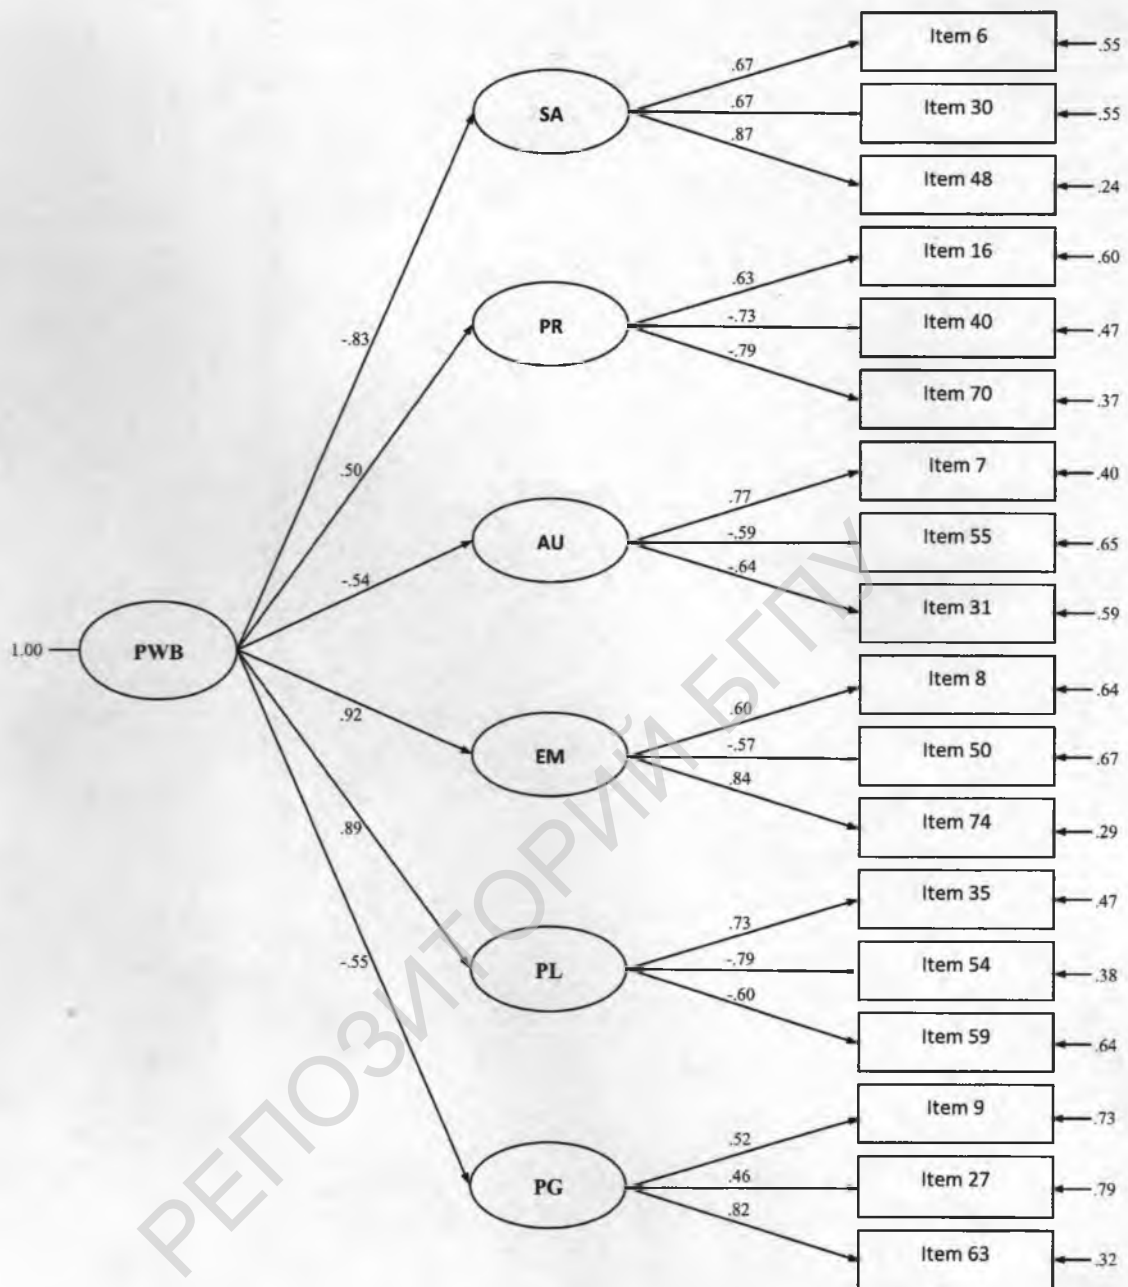 Item 6
.55
.67
SA
.67
Item 30
.55
.87
Item 48
.24
Item 16
.60
.63
PR
-.73
Item 40
.47
-.83
-.79
Item 70
.37
Item 7
.40
.50
.77
AU
-.59
Item 55
.65
-.54
-.64
Item 31
.59
1.00
PWB
Item 8
.64
.92
.60
EM
-.57
Item 50
.67
.84
Item 74
.29
.89
Item 35
.47
.73
PL
-.79
Item 54
.38
-.55
-.60
Item 59
.64
Item 9
.73
.52
PG
.46
Item 27
.79
.82
Item 63
.32
РЕПОЗИТОРИЙ БГПУ